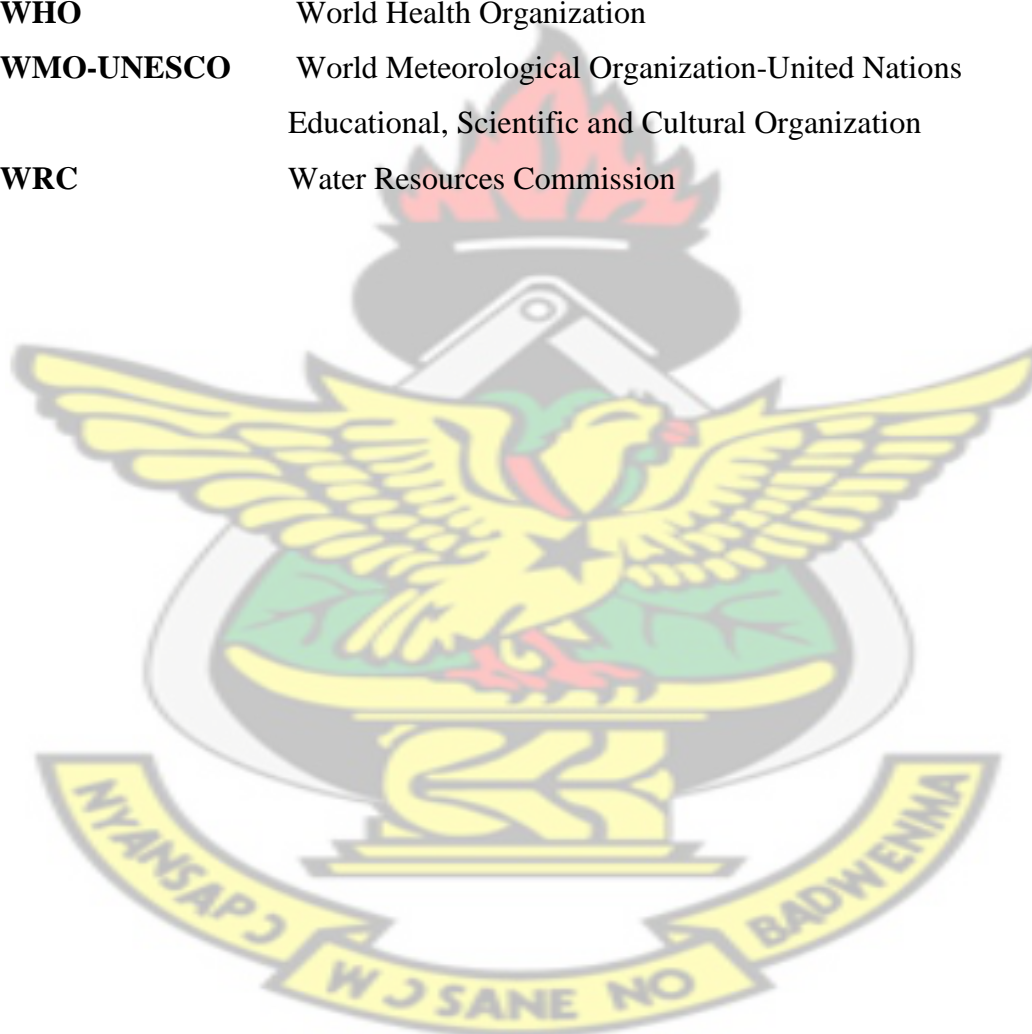 WHO World Health Organization
WMO-UNESCO World Meteorological Organization-United Nations
Educational, Scientific and Cultural Organization
WRC Water Resources Commission
NYANSAPƆ
WƆSANE NO
BADWENMA